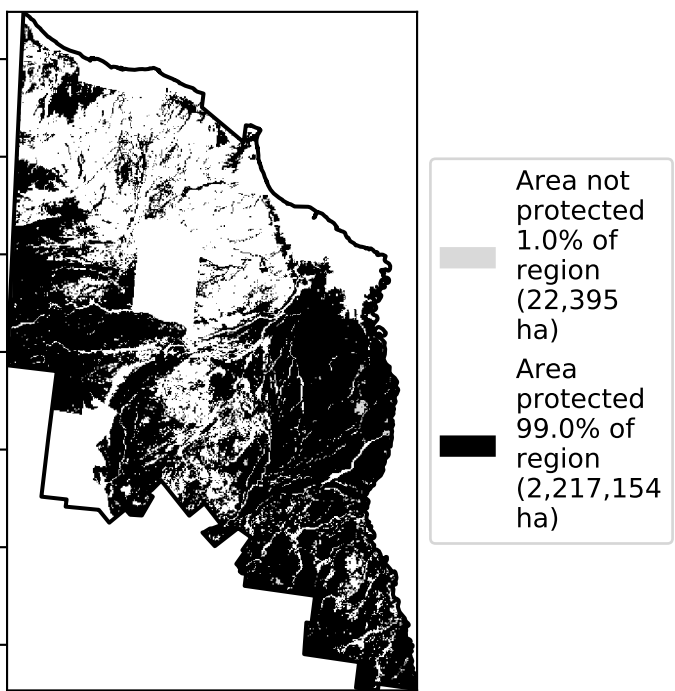 Area not
protected
1.0% of
region
(22,395
ha)
Area
protected
99.0% of
region
(2,217,154
ha)